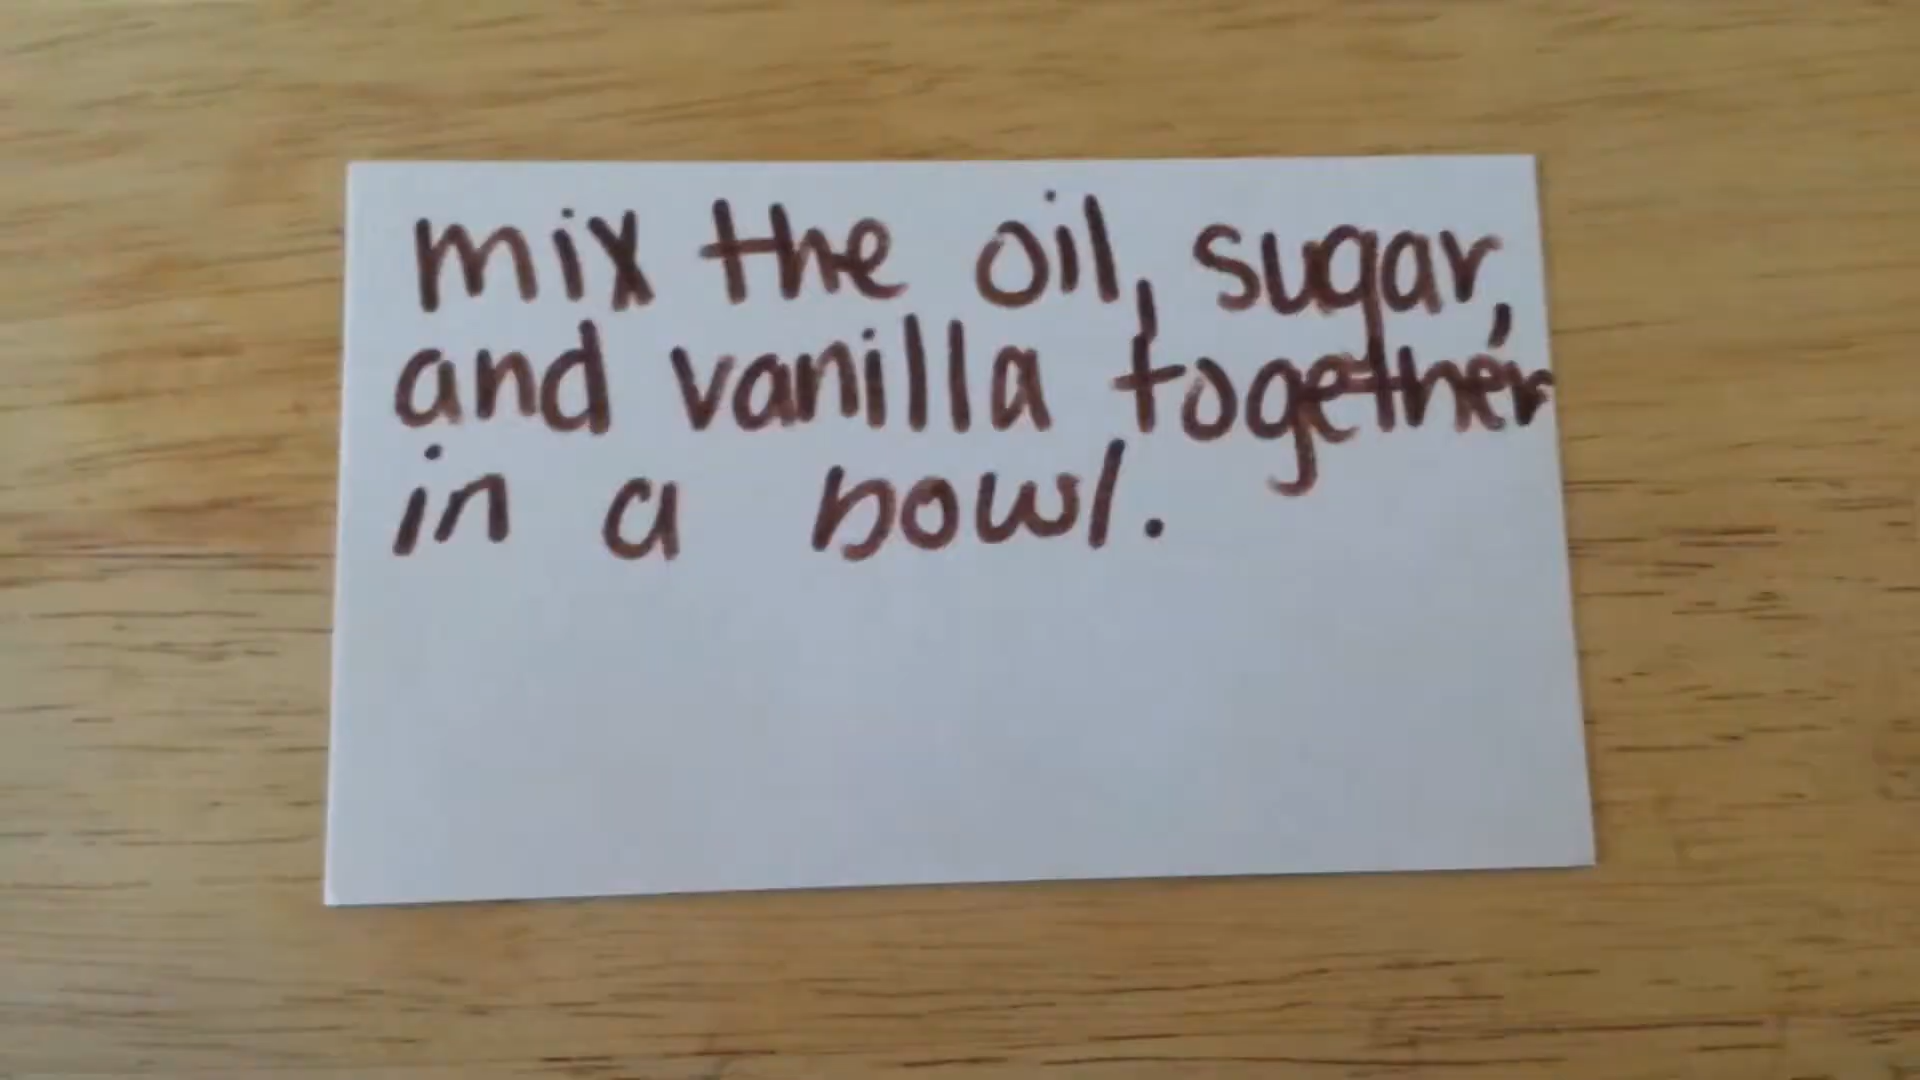 mix the oil, sugar,
and vanilla together
in a bowl.